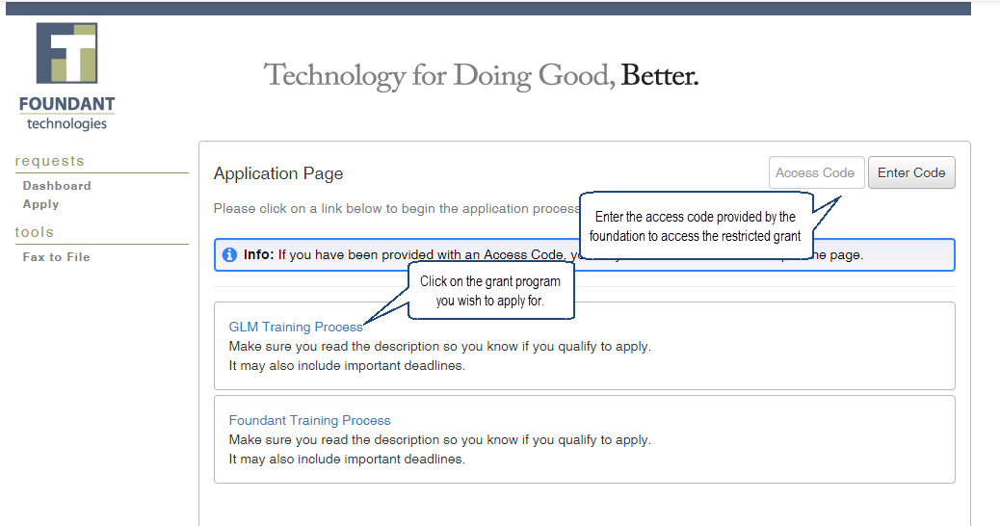 FOUNDANT
technologies
Technology for Doing Good, Better.
requests
Dashboard
Apply
tools
Fax to File
Application Page
Access Code
Enter Code
Please click on a link below to begin the application process
Enter the access code provided by the
foundation to access the restricted grant
Info: If you have been provided with an Access Code, page.
Click on the grant program
you wish to apply for.
GLM Training Process
Make sure you read the description so you know if you qualify to apply.
It may also include important deadlines.
Foundant Training Process
Make sure you read the description so you know if you qualify to apply.
It may also include important deadlines.